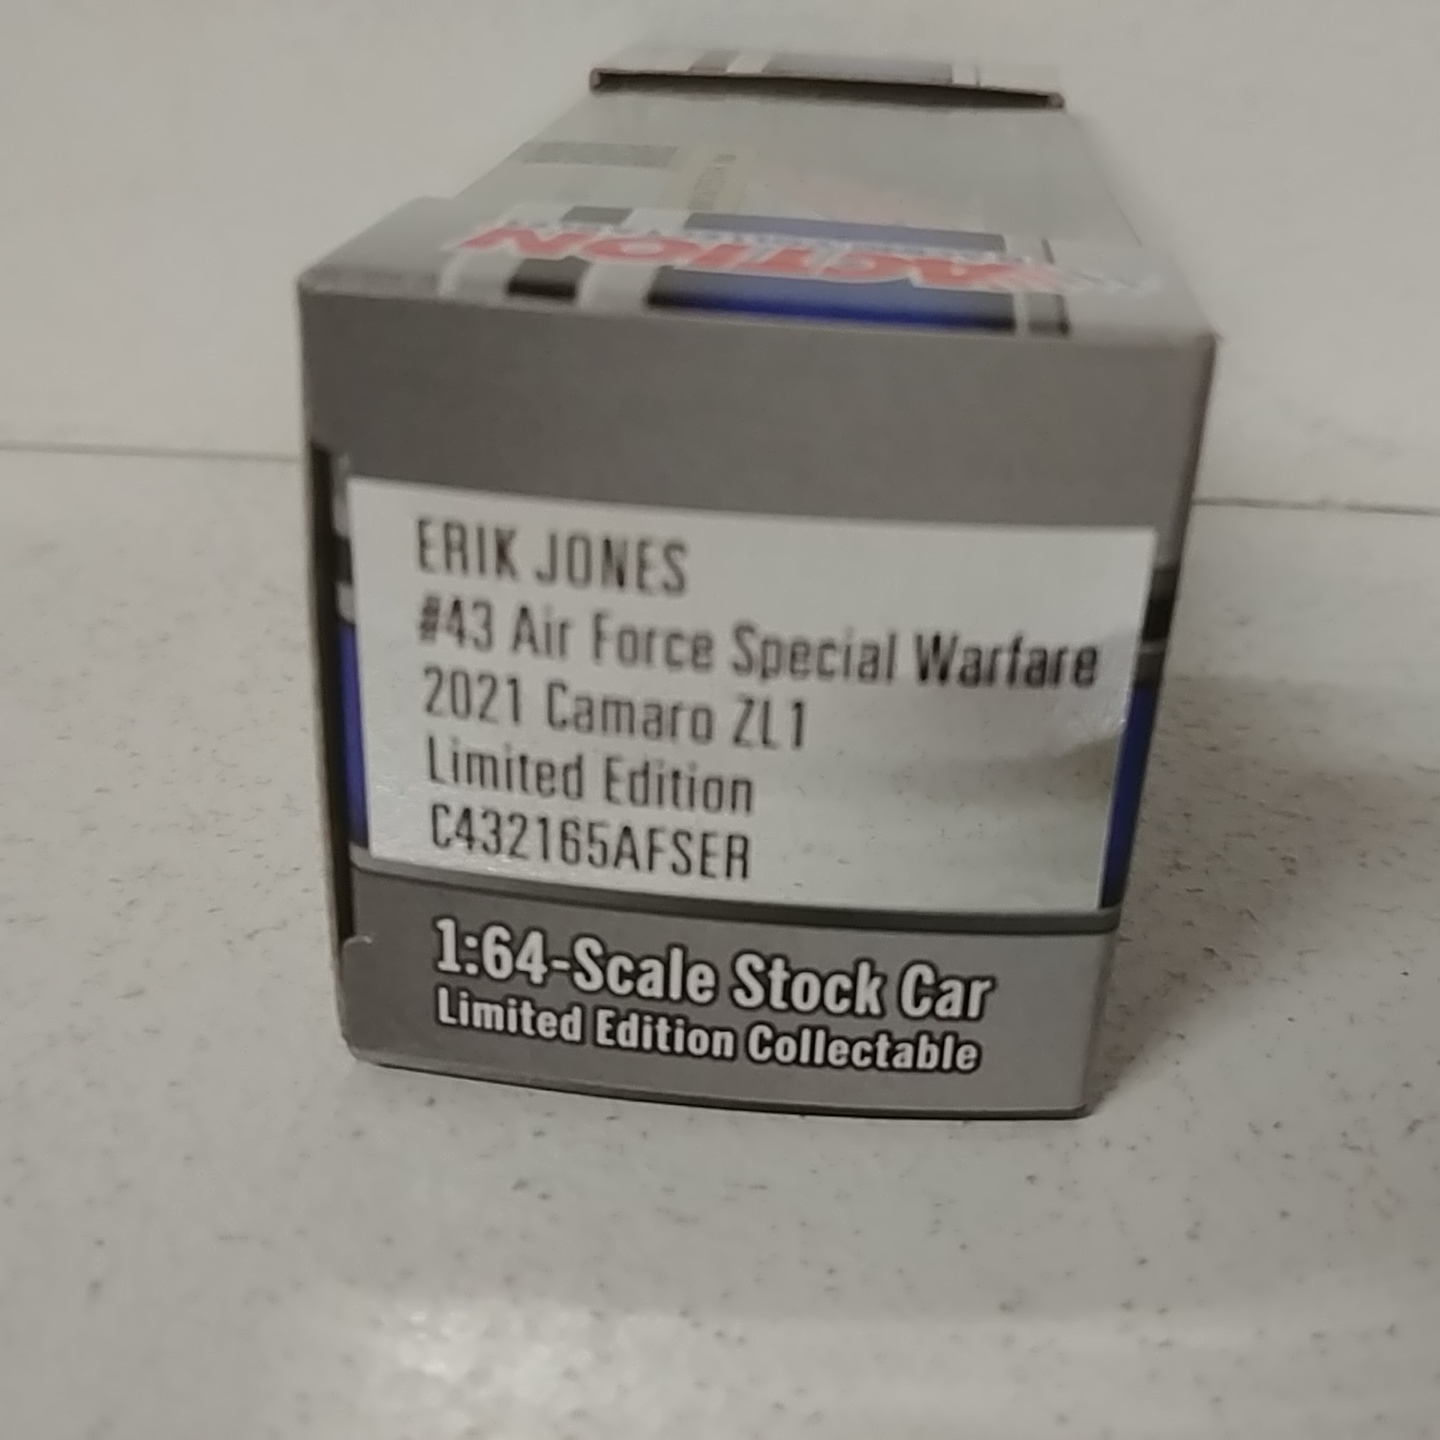 ACTION
ERIK JONES
#43 Air Force Special Warfare
2021 Camaro ZL1
Limited Edition
C432165AFSER
1:64-Scale Stock Car
Limited Edition Collectable